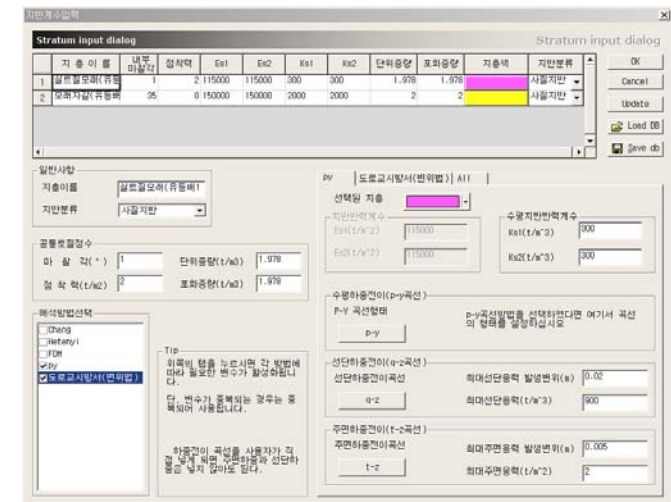 지반계수입력
Stratum input dialog Stratum input dialog
지 층 이 름 내부마찰각 점착력 Es1 Es2 Ks1 Ks2 단위중량 포화중량 지층색 지반분류
1 실트질모래(유등 1 2 115000 115000 300 300 1.978 1.978 사질지반
2 모래자갈(유등배 35 0 150000 150000 2000 2000 2 2 사질지반
OK
Cancel
Update
Load DB
Save db
일반사항
지층이름 실트질모래(유등배1
지반분류 사질지반
공통토질정수
마 찰 각(°) 1 단위중량(t/m3) 1.978
점 착 력(t/m2) 2 포화중량(t/m3) 1.978
해석방법선택
Chang
Hetenyi
FDM
py
도로교시방서(변위법)
Tip
위쪽의 탭을 누르시면 각 방법에
따라 필요한 변수가 활성화됩니
다.
단, 변수가 중복되는 경우는 중
복되어 사용됩니다.
하중전이 곡선을 사용자가 직
접 넣게 되면 주면하중과 선단하
중은 넣지 않아도 된다.
py 도로교시방서(변위법) All
선택된 지층
지반반력계수
Es1(t/m^2) 115000
Es2(t/m^2) 115000
수평지반반력계수
Ks1(t/m^3) 300
Ks2(t/m^3) 300
수평하중전이(p-y곡선)
P-Y 곡선형태
p-y
p-y곡선방법을 선택하였다면 여기서 곡선
의 형태를 설정하십시오
선단하중전이(q-z곡선)
선단하중전이곡선
q-z
최대선단응력 발생변위(m) 0.02
최대선단응력(t/m^3) 900
주면하중전이(t-z곡선)
주면하중전이곡선
t-z
최대주면응력 발생변위(m) 0.005
최대주면응력(t/m^2) 2